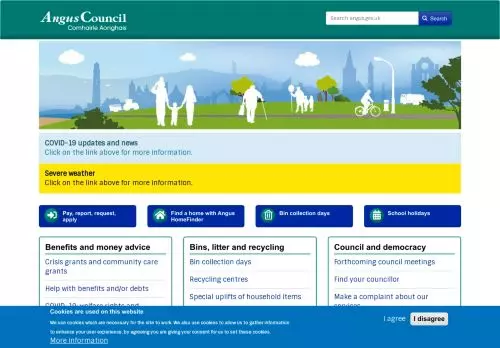 Angus Council
Comhairle Aonghais
Search angus.gov.uk
Search
COVID-19 updates and news
Click on the link above for more information.
Severe weather
Click on the link above for more information.
Pay, report, request,
apply
Find a home with Angus
HomeFinder
Bin collection days
School holidays
Benefits and money advice
Crisis grants and community care
grants
Help with benefits/or debts
COVID-19 welfare rights and
Bins, litter and recycling
Bin collection days
Recycling centres
Special uplifts of household items
Council and democracy
Forthcoming council meetings
Find your councillor
Make a complaint about our
services
Cookies are used on this website
We use cookies which are necessary for the site to work. We also use cookies to allow us to gather information
to enhance your user experience, by agreeing you are giving your consent for us to set these cookies.
More information
I agree
I disagree